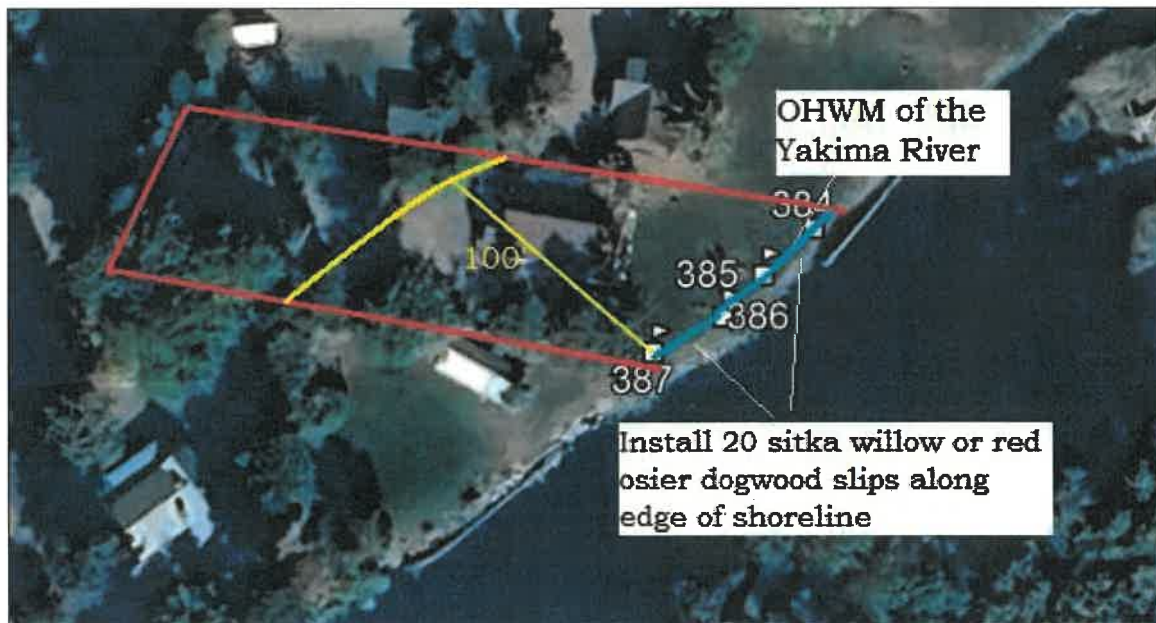 OHWM of the
Yakima River
384
385
386
387
100'
Install 20 sitka willow or red
osier dogwood slips along
edge of shoreline